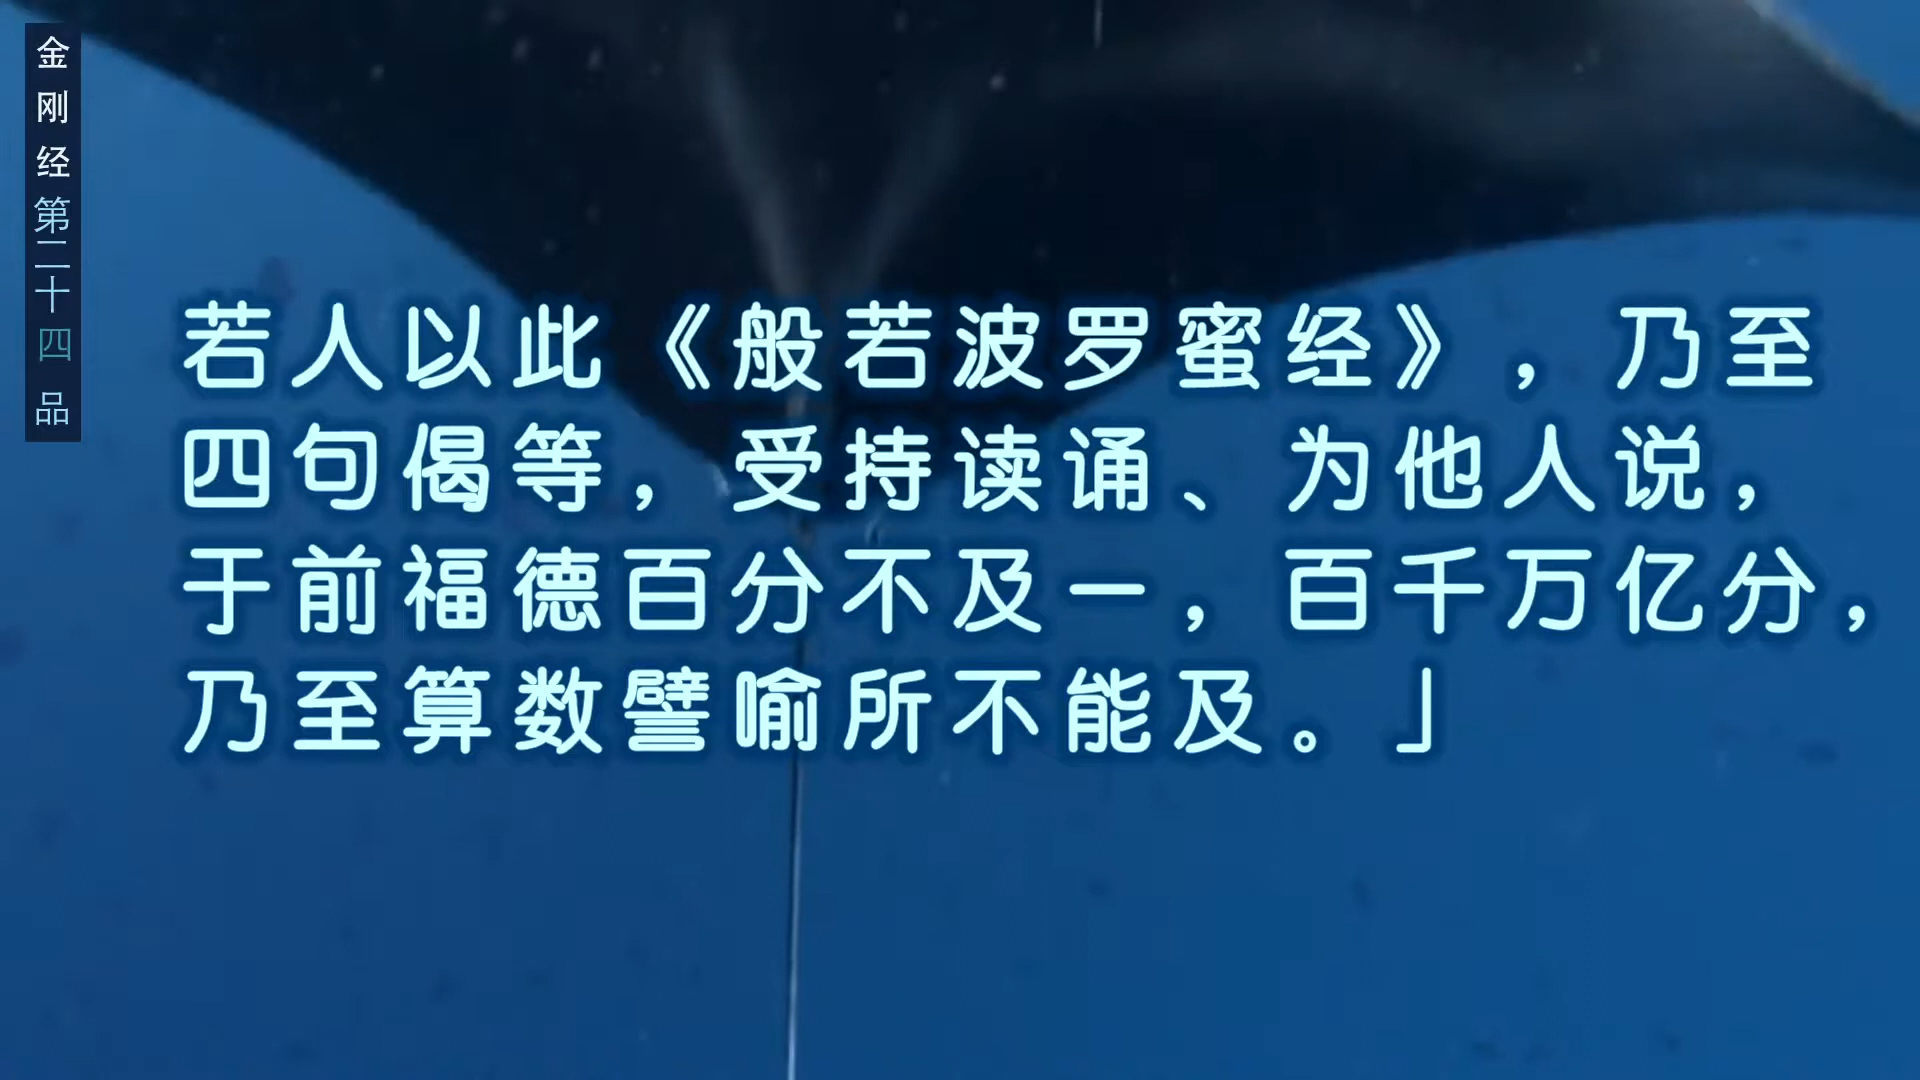 金刚经第二十四品
若人以此《般若波罗蜜经》，乃至
四句偈等，受持读诵、为他人说，
于前福德百分不及一，百千万亿分，
乃至算数譬喻所不能及。」